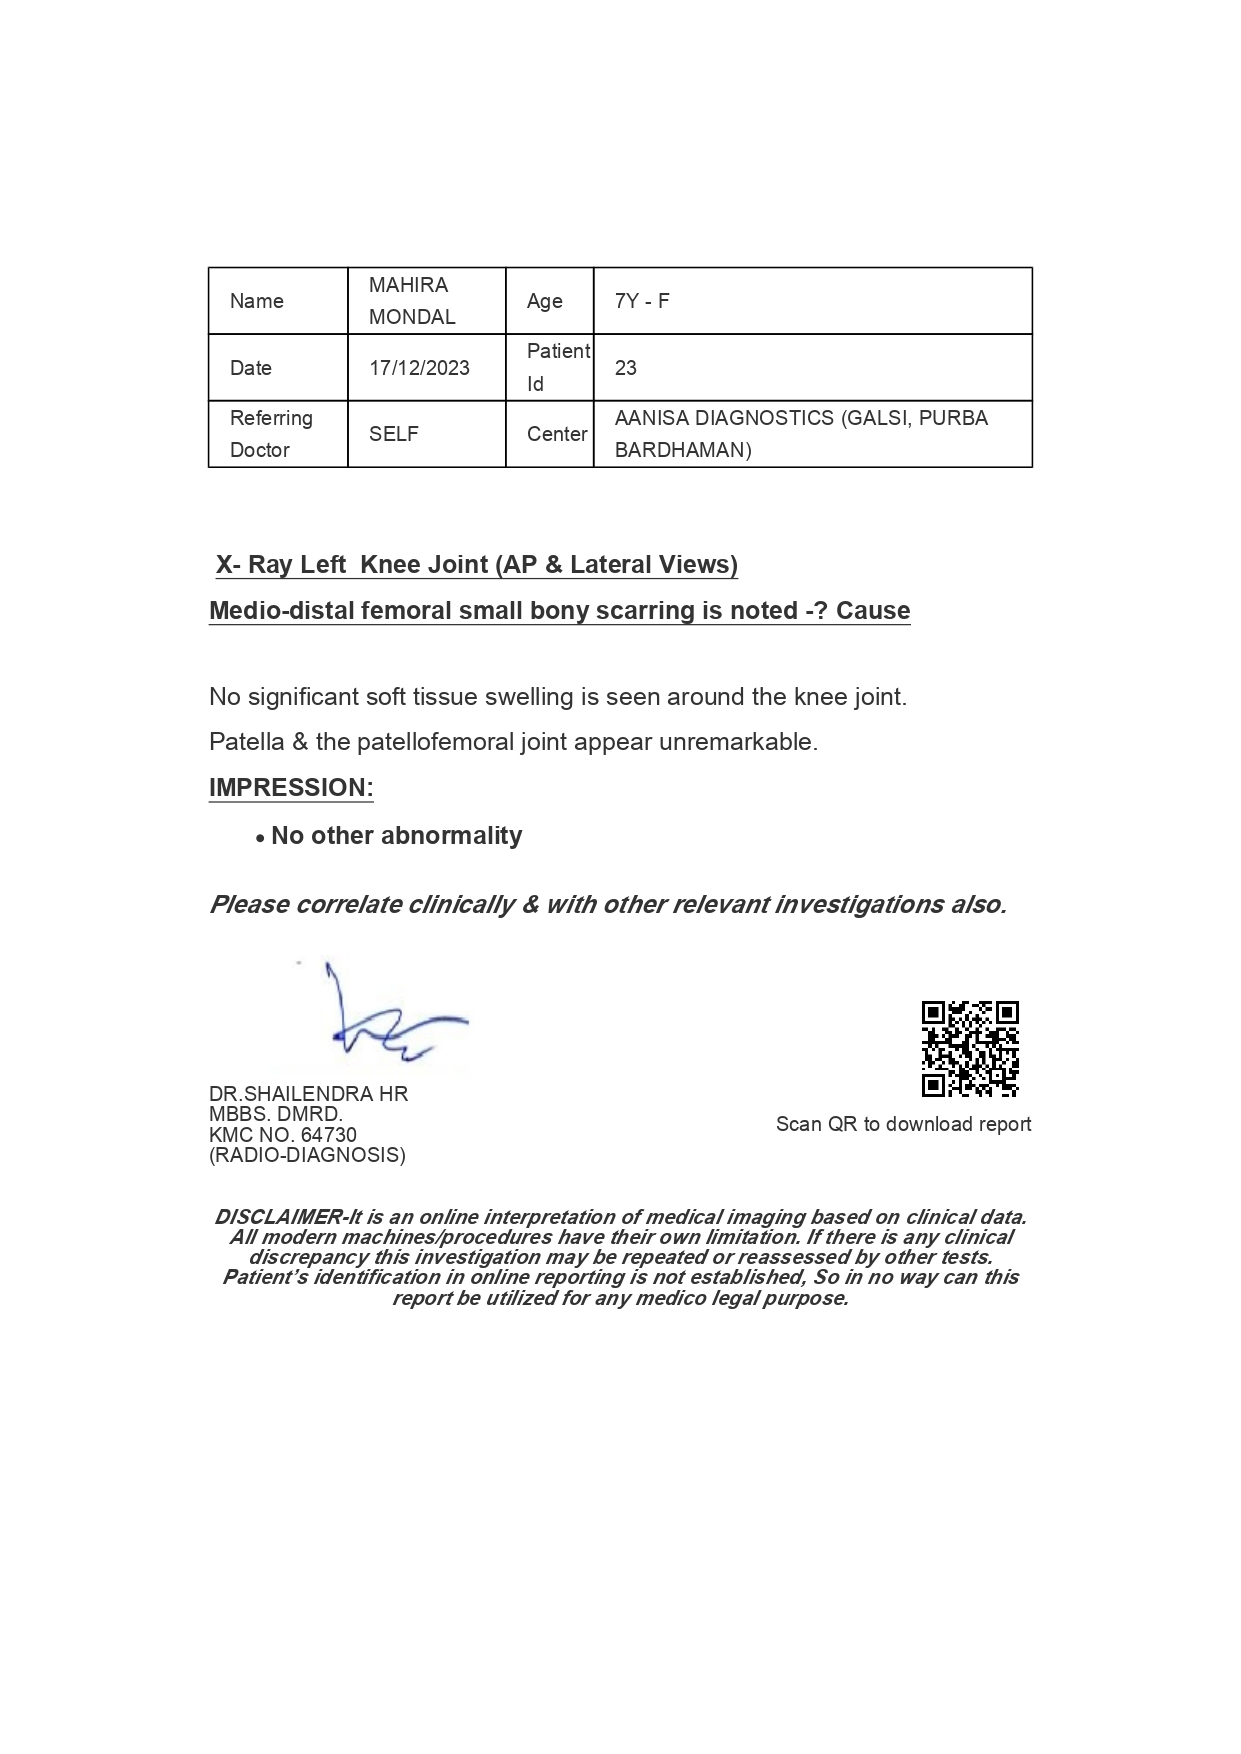 Name MAHIRA MONDAL Age 7Y - F
Date 17/12/2023 Patient Id 23
Referring Doctor SELF Center AANISA DIAGNOSTICS (GALSI, PURBA BARDHAMAN)
X- Ray Left Knee Joint (AP & Lateral Views)
Medio-distal femoral small bony scarring is noted -? Cause
No significant soft tissue swelling is seen around the knee joint.
Patella & the patellofemoral joint appear unremarkable.
IMPRESSION:
• No other abnormality
Please correlate clinically & with other relevant investigations also.
DR.SHAILENDRA HR
MBBS. DMRD.
KMC NO. 64730
(RADIO-DIAGNOSIS)
Scan QR to download report
DISCLAIMER-It is an online interpretation of medical imaging based on clinical data.
All modern machines/procedures have their own limitation. If there is any clinical
discrepancy this investigation may be repeated or reassessed by other tests.
Patient’s identification in online reporting is not established, So in no way can this
report be utilized for any medico legal purpose.